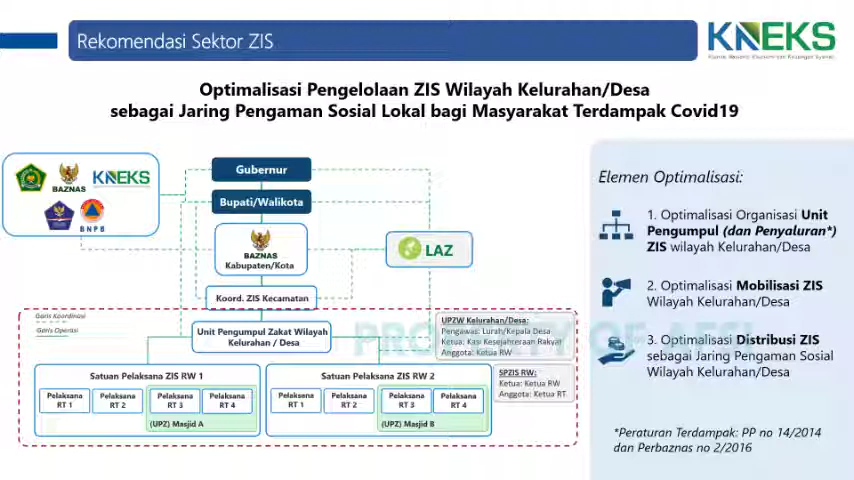 Rekomendasi Sektor ZIS
KNEKS
Optimalisasi Pengelolaan ZIS Wilayah Kelurahan/Desa
sebagai Jaring Pengaman Sosial Lokal bagi Masyarakat Terdampak Covid19
BAZNAS
KNEKS
BNPB
Gubernur
Bupati/Walikota
BAZNAS
Kabupaten/Kota
LAZ
Koord. ZIS Kecamatan
Garis Koordinasi
Garis Operasi
Unit Pengumpul Zakat Wilayah
Kelurahan / Desa
UPZW Kelurahan/Desa:
Pengawas: Lurah/Kepala Desa
Ketua: Kasi Kesejahteraan Rakyat
Anggota: Ketua RW
PROPERTY OF AFSI
Satuan Pelaksana ZIS RW 1
Pelaksana
RT 1
Pelaksana
RT 2
Pelaksana
RT 3
Pelaksana
RT 4
(UPZ) Masjid A
Satuan Pelaksana ZIS RW 2
Pelaksana
RT 1
Pelaksana
RT 2
Pelaksana
RT 3
Pelaksana
RT 4
(UPZ) Masjid B
SPZIS RW:
Ketua: Ketua RW
Anggota: Ketua RT
Elemen Optimalisasi:
1. Optimalisasi Organisasi Unit
Pengumpul (dan Penyaluran*)
ZIS wilayah Kelurahan/Desa
2. Optimalisasi Mobilisasi ZIS
Wilayah Kelurahan/Desa
3. Optimalisasi Distribusi ZIS
sebagai Jaring Pengaman Sosial
Wilayah Kelurahan/Desa
*Peraturan Terdampak: PP no 14/2014
dan Perbaznas no 2/2016